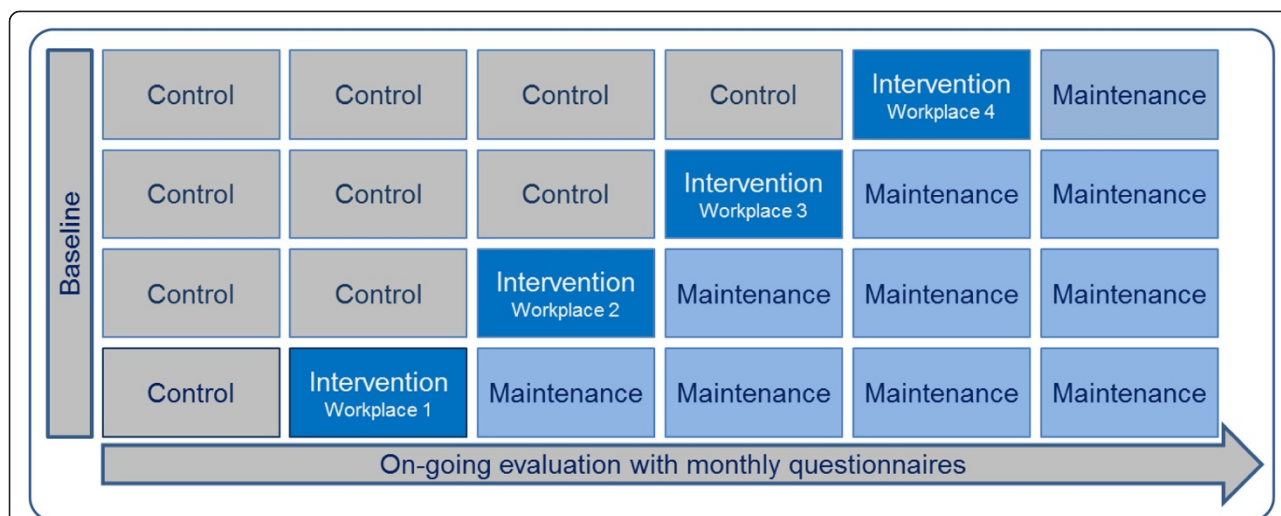 Baseline
Control Control Control Control Intervention Maintenance
Workplace 4
Control Control Control Intervention Maintenance Maintenance
Workplace 3
Control Control Intervention Maintenance Maintenance Maintenance
Workplace 2
Control Intervention Maintenance Maintenance Maintenance Maintenance
Workplace 1
On-going evaluation with monthly questionnaires